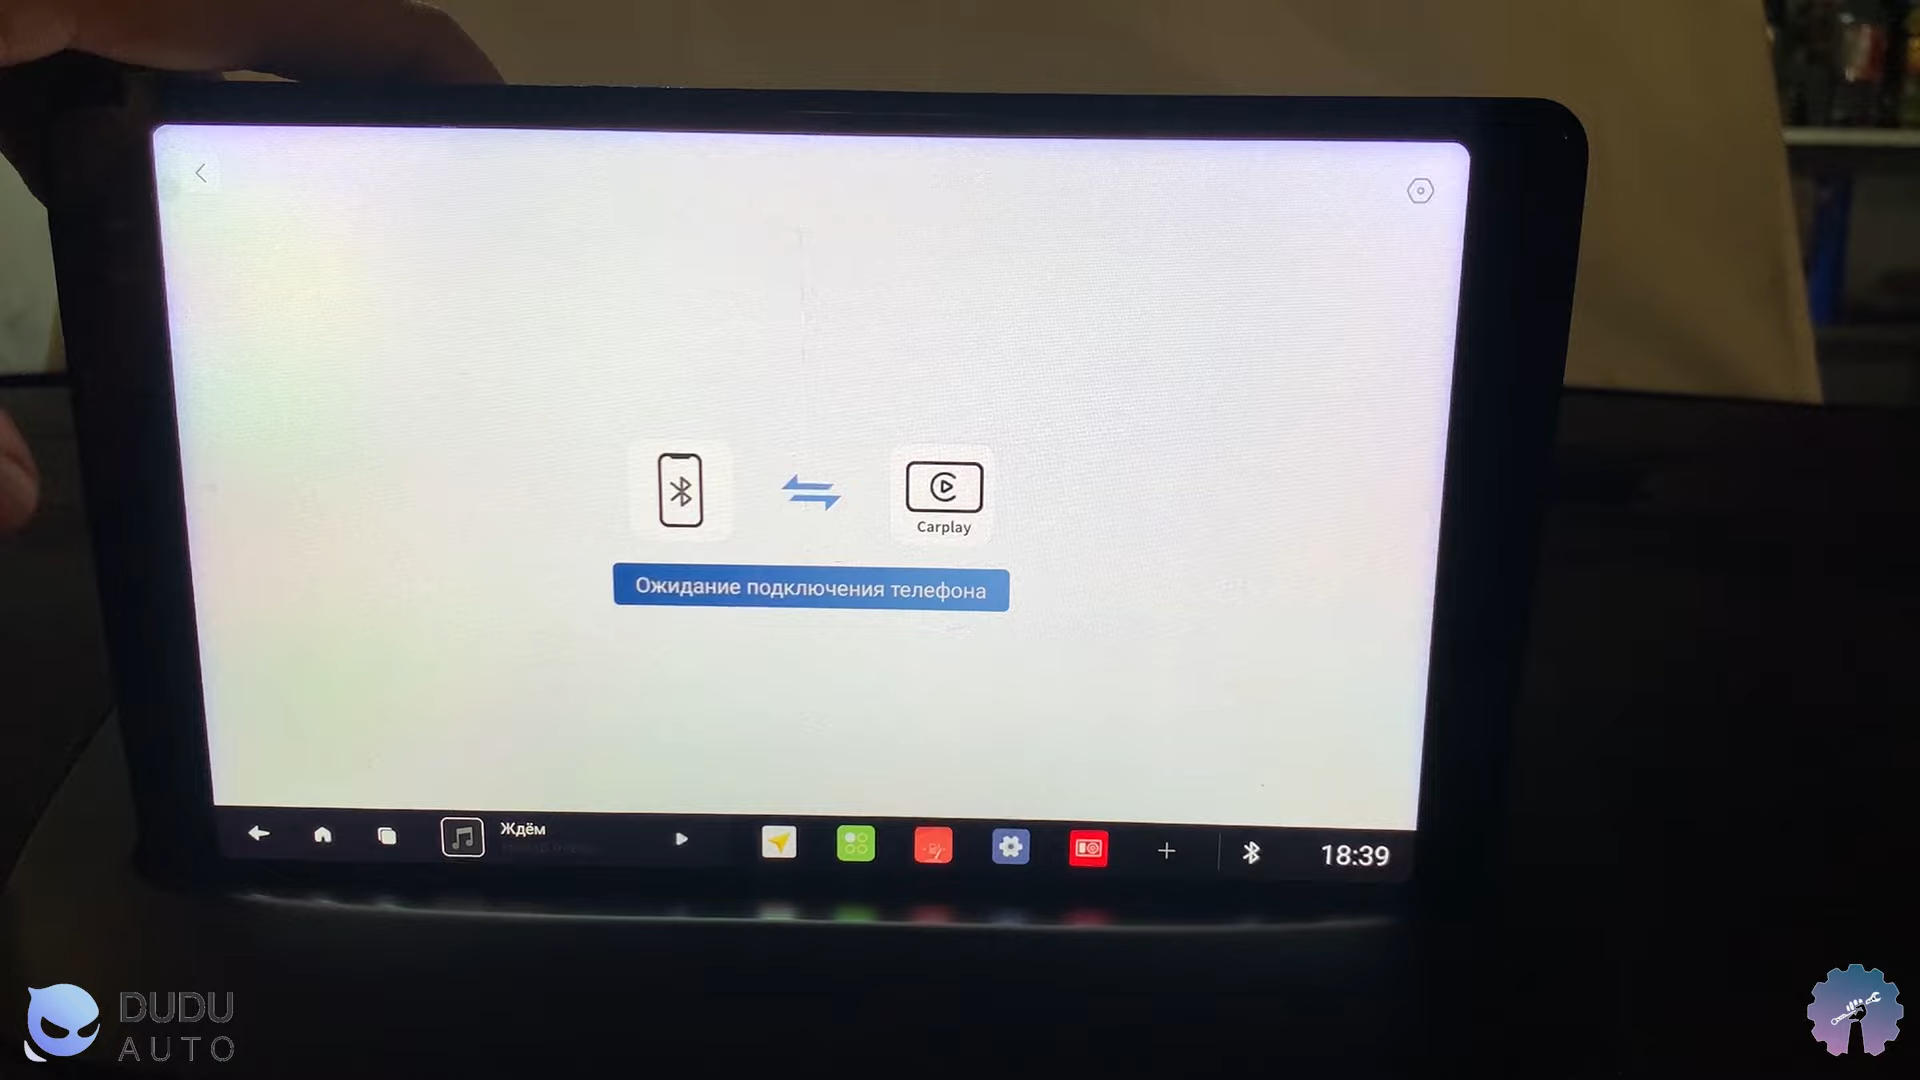 Carplay
Ожидание подключения телефона
Ждём
18:39
DUDU
AUTO